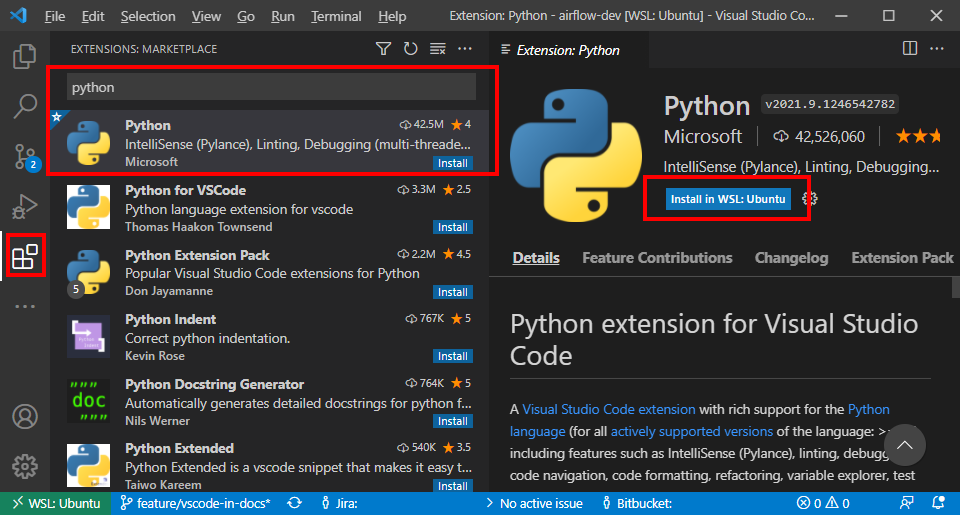 File Edit Selection View Go Run Terminal Help Extension: Python - airflow-dev [WSL: Ubuntu] - Visual Studio Co...
EXTENSIONS: MARKETPLACE
python
Python 42.5M 4
IntelliSense (Pylance), Linting, Debugging (multi-threade...
Microsoft Install
Python for VSCode 3.3M 2.5
Python language extension for vscode
Thomas Haakon Townsend Install
Python Extension Pack 2.2M 4.5
Popular Visual Studio Code extensions for Python
5 Don Jayamanne Install
Python Indent 767K 5
Correct python indentation.
Kevin Rose Install
Python Docstring Generator 764K 5
""" doc """
Automatically generates detailed docstrings for python f...
Nils Werner Install
Python Extended 540K 3.5
Python Extended is a vscode snippet that makes it easy t...
Taiwo Kareem Install
2
Extension: Python
Python v2021.9.1246542782
Microsoft 42,526,060
IntelliSense (Pylance), Linting, Debugging...
Install in WSL: Ubuntu
Details Feature Contributions Changelog Extension Pack
Python extension for Visual Studio
Code
A Visual Studio Code extension with rich support for the Python
language (for all actively supported versions of the language: >=
including features such as IntelliSense (Pylance), linting, debugg
code navigation, code formatting, refactoring, variable explorer, test
WSL: Ubuntu feature/vscode-in-docs* Jira: No active issue Bitbucket: 0 0